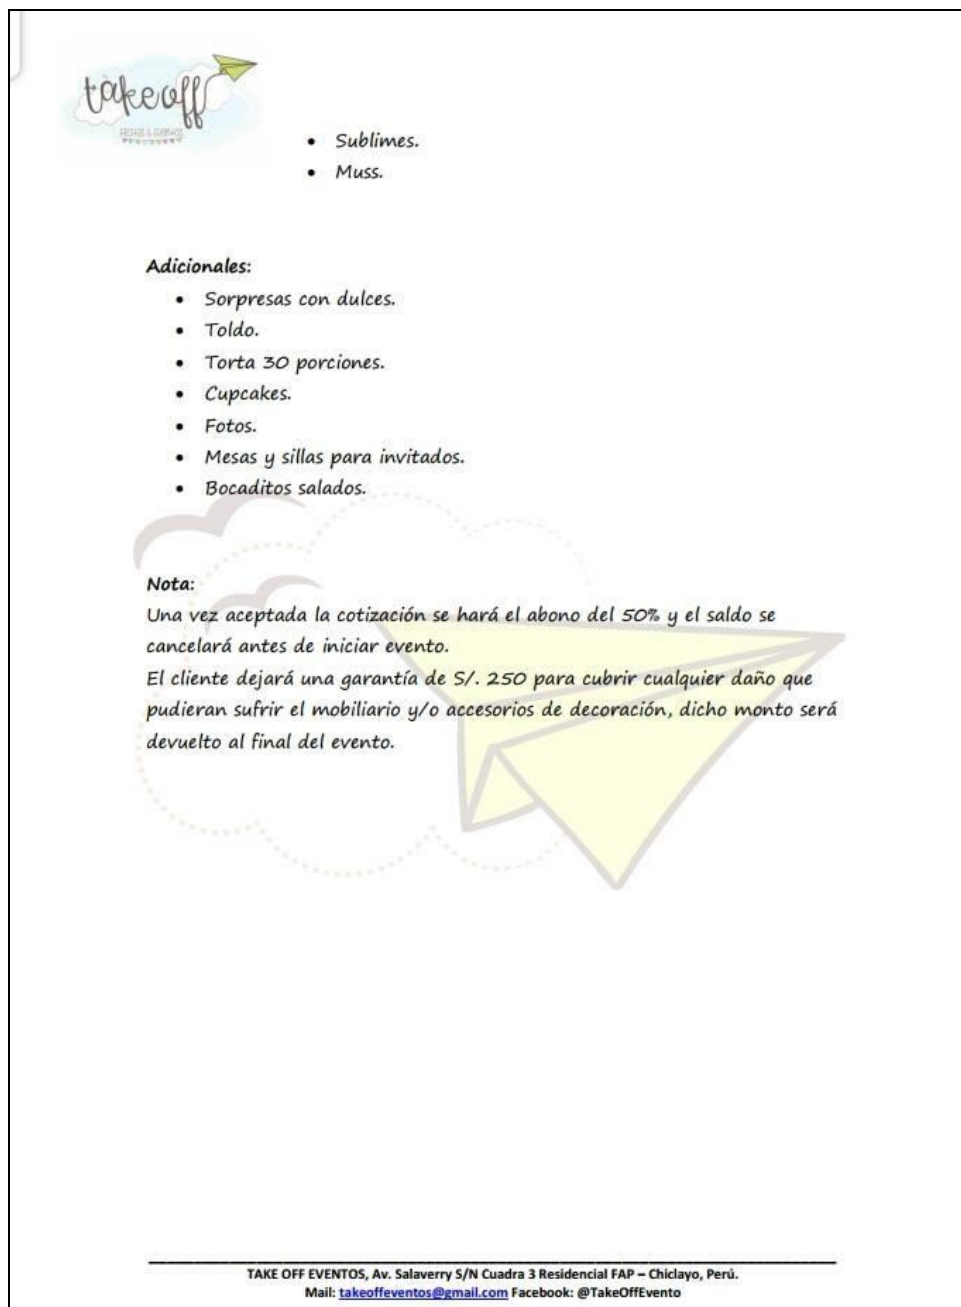 takeoff
FIESTAS & EVENTOS
• Sublimes.
• Muss.
Adicionales:
• Sorpresas con dulces.
• Toldo.
• Torta 30 porciones.
• Cupcakes.
• Fotos.
• Mesas y sillas para invitados.
• Bocaditos salados.
Nota:
Una vez aceptada la cotización se hará el abono del 50% y el saldo se
cancelará antes de iniciar evento.
El cliente dejará una garantía de S/. 250 para cubrir cualquier daño que
pudieran sufrir el mobiliario y/o accesorios de decoración, dicho monto será
devuelto al final del evento.
TAKE OFF EVENTOS, Av. Salaverry S/N Cuadra 3 Residencial FAP – Chiclayo, Perú.
Mail: takeoffeventos@gmail.com Facebook: @TakeOffEvento